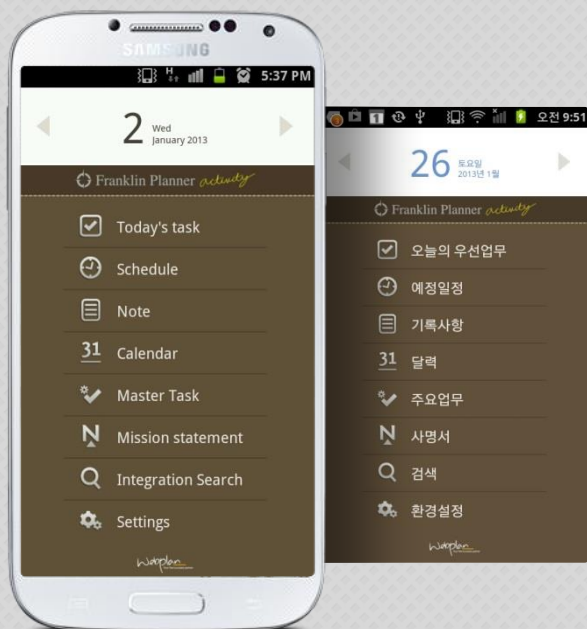 SAMSUNG
H
5:37 PM
2
Wed
January 2013
Franklin Planner activity
Today's task
Schedule
Note
31
Calendar
Master Task
Mission statement
Integration Search
Settings
Webplan
1
오전 9:51
26
토요일
2013년 1월
Franklin Planner activity
오늘의 우선업무
예정일정
기록사항
31
달력
주요업무
사명서
검색
환경설정
Webplan